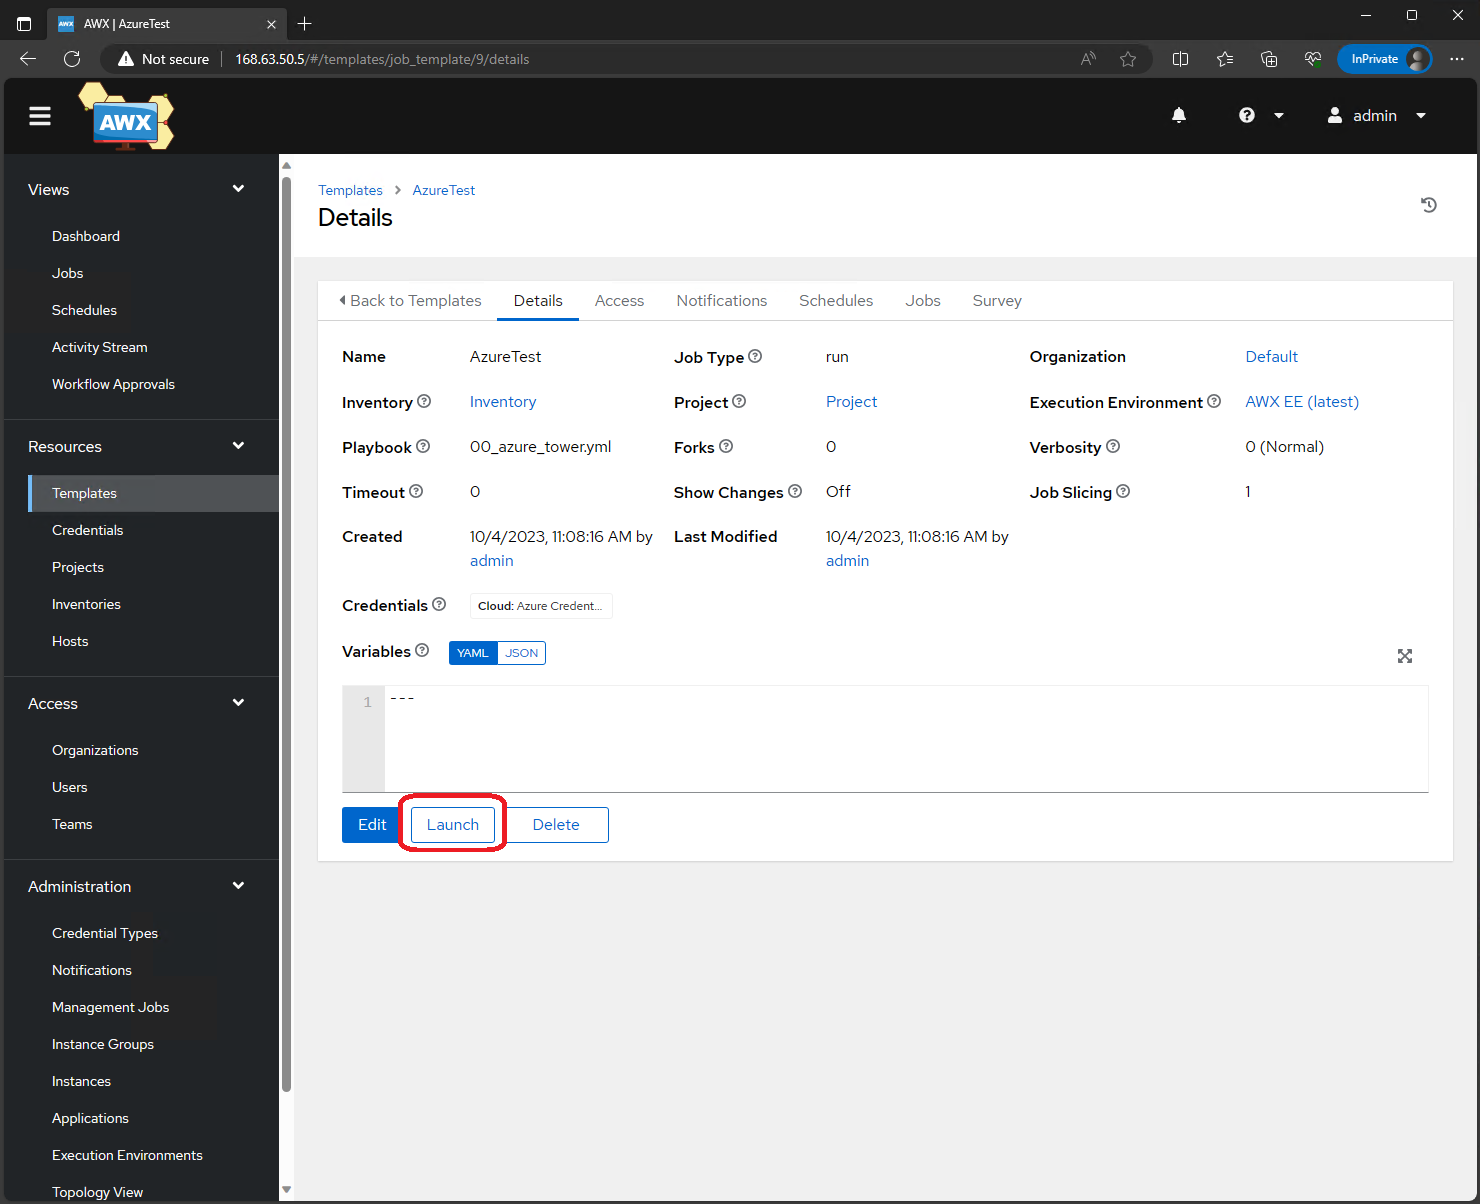 AWX | AzureTest
Not secure 168.63.50.5/#/templates/job_template/9/details
InPrivate
AWX
admin
Views
Dashboard
Jobs
Schedules
Activity Stream
Workflow Approvals
Resources
Templates
Credentials
Projects
Inventories
Hosts
Access
Organizations
Users
Teams
Administration
Credential Types
Notifications
Management Jobs
Instance Groups
Instances
Applications
Execution Environments
Topology View
Templates AzureTest
Details
Back to Templates Details Access Notifications Schedules Jobs Survey
Name AzureTest Job Type run Organization Default
Inventory Inventory Project Project Execution Environment AWX EE (latest)
Playbook 00_azure_tower.yml Forks 0 Verbosity 0 (Normal)
Timeout 0 Show Changes Off Job Slicing 1
Created 10/4/2023, 11:08:16 AM by Last Modified 10/4/2023, 11:08:16 AM by
admin admin
Credentials Cloud: Azure Credent...
Variables YAML JSON
1 ---
Edit Launch Delete